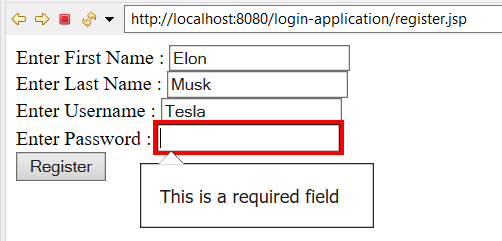 http://localhost:8080/login-application/register.jsp
Enter First Name : Elon
Enter Last Name : Musk
Enter Username : Tesla
Enter Password :
Register
This is a required field